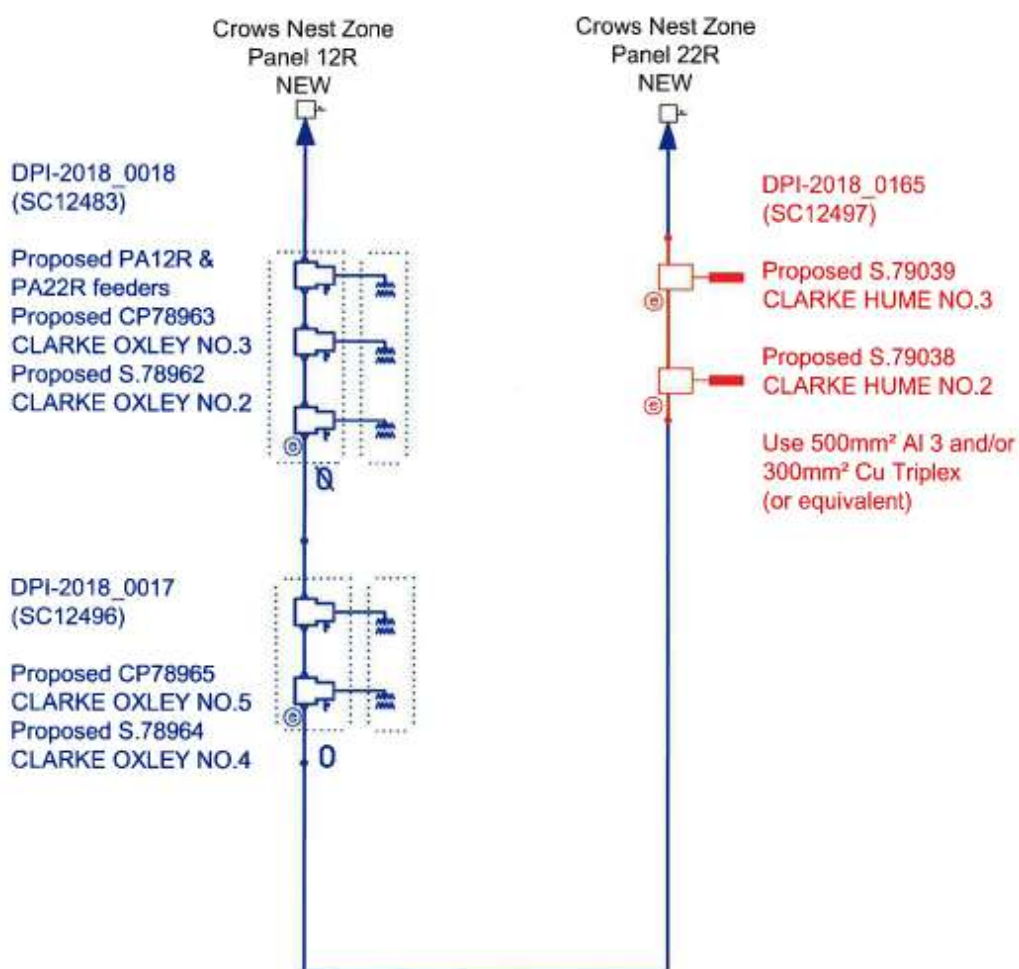 Crows Nest Zone
Panel 12R
NEW
Crows Nest Zone
Panel 22R
NEW
DPI-2018_0018
(SC12483)
Proposed PA12R &
PA22R feeders
Proposed CP78963
CLARKE OXLEY NO.3
Proposed S.78962
CLARKE OXLEY NO.2
DPI-2018_0017
(SC12496)
Proposed CP78965
CLARKE OXLEY NO.5
Proposed S.78964
CLARKE OXLEY NO.4
DPI-2018_0165
(SC12497)
Proposed S.79039
CLARKE HUME NO.3
Proposed S.79038
CLARKE HUME NO.2
Use 500mm² Al 3 and/or
300mm² Cu Triplex
(or equivalent)